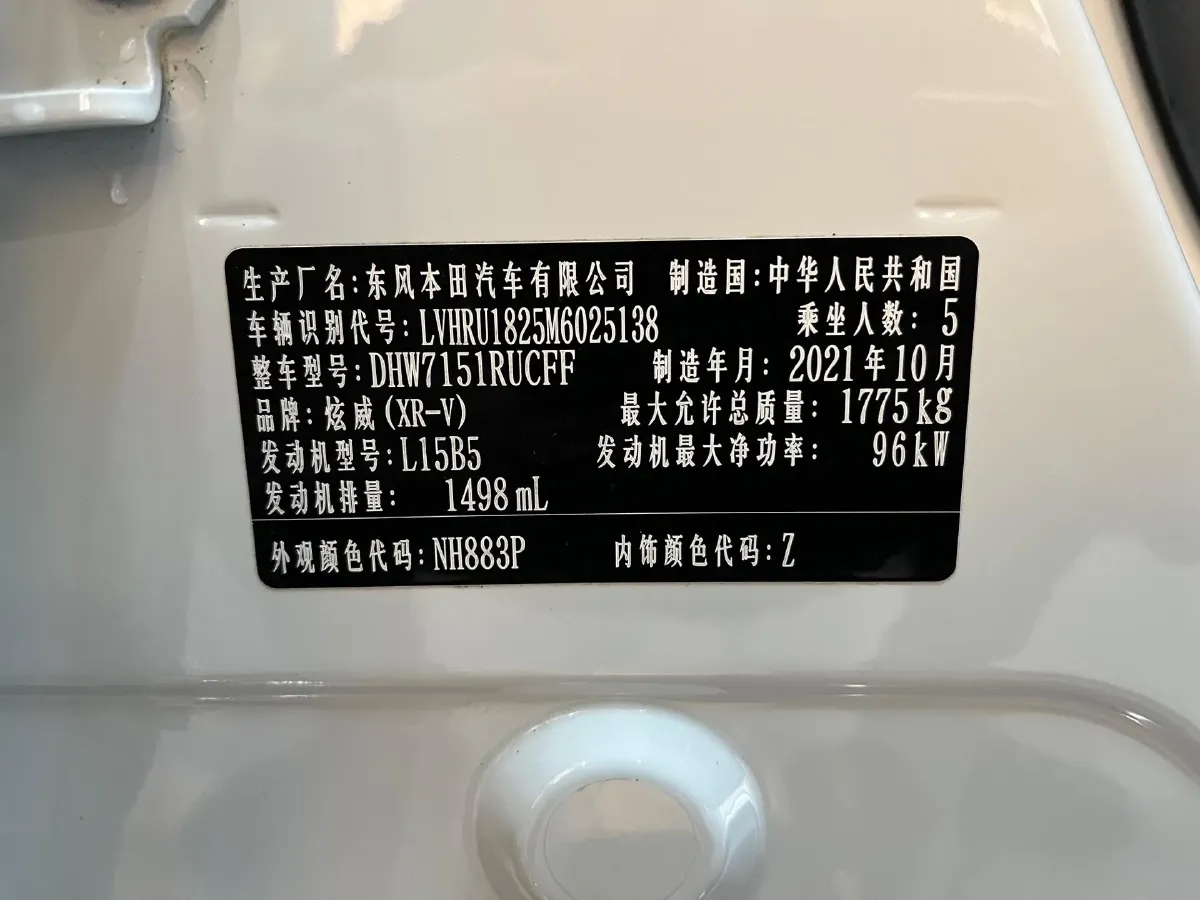 生产厂名:东风本田汽车有限公司 制造国:中华人民共和国
车辆识别代号:LVHRU1825M6025138 乘坐人数:5
整车型号:DHW7151RUCFF 制造年月:2021年10月
品牌:炫威(XR-V) 最大允许总质量:1775kg
发动机型号:L15B5 发动机最大净功率:96kW
发动机排量: 1498mL
外观颜色代码:NH883P 内饰颜色代码:Z